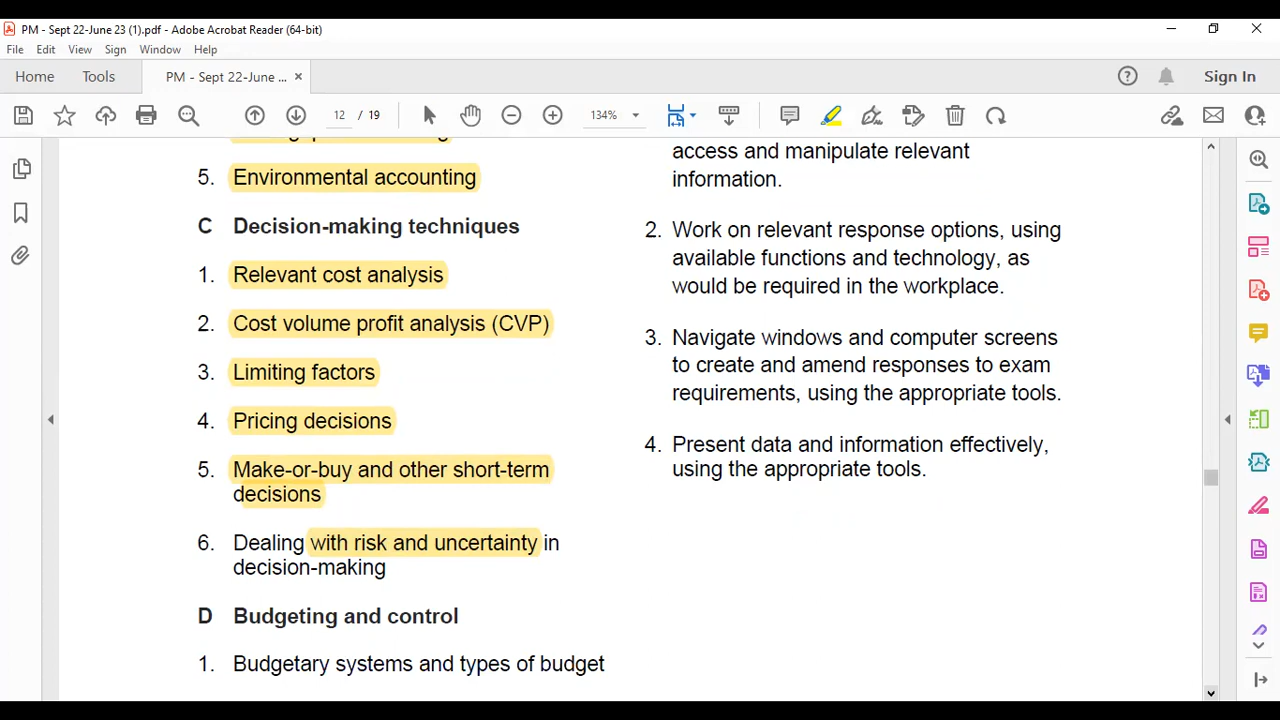 PM - Sept 22-June 23 (1).pdf - Adobe Acrobat Reader (64-bit)
File Edit View Sign Window Help
Home Tools PM - Sept 22-June ... × Sign In
12 / 19 134%
5. Environmental accounting
C Decision-making techniques
1. Relevant cost analysis
2. Cost volume profit analysis (CVP)
3. Limiting factors
4. Pricing decisions
5. Make-or-buy and other short-term
decisions
6. Dealing with risk and uncertainty in
decision-making
D Budgeting and control
1. Budgetary systems and types of budget
access and manipulate relevant
information.
2. Work on relevant response options, using
available functions and technology, as
would be required in the workplace.
3. Navigate windows and computer screens
to create and amend responses to exam
requirements, using the appropriate tools.
4. Present data and information effectively,
using the appropriate tools.